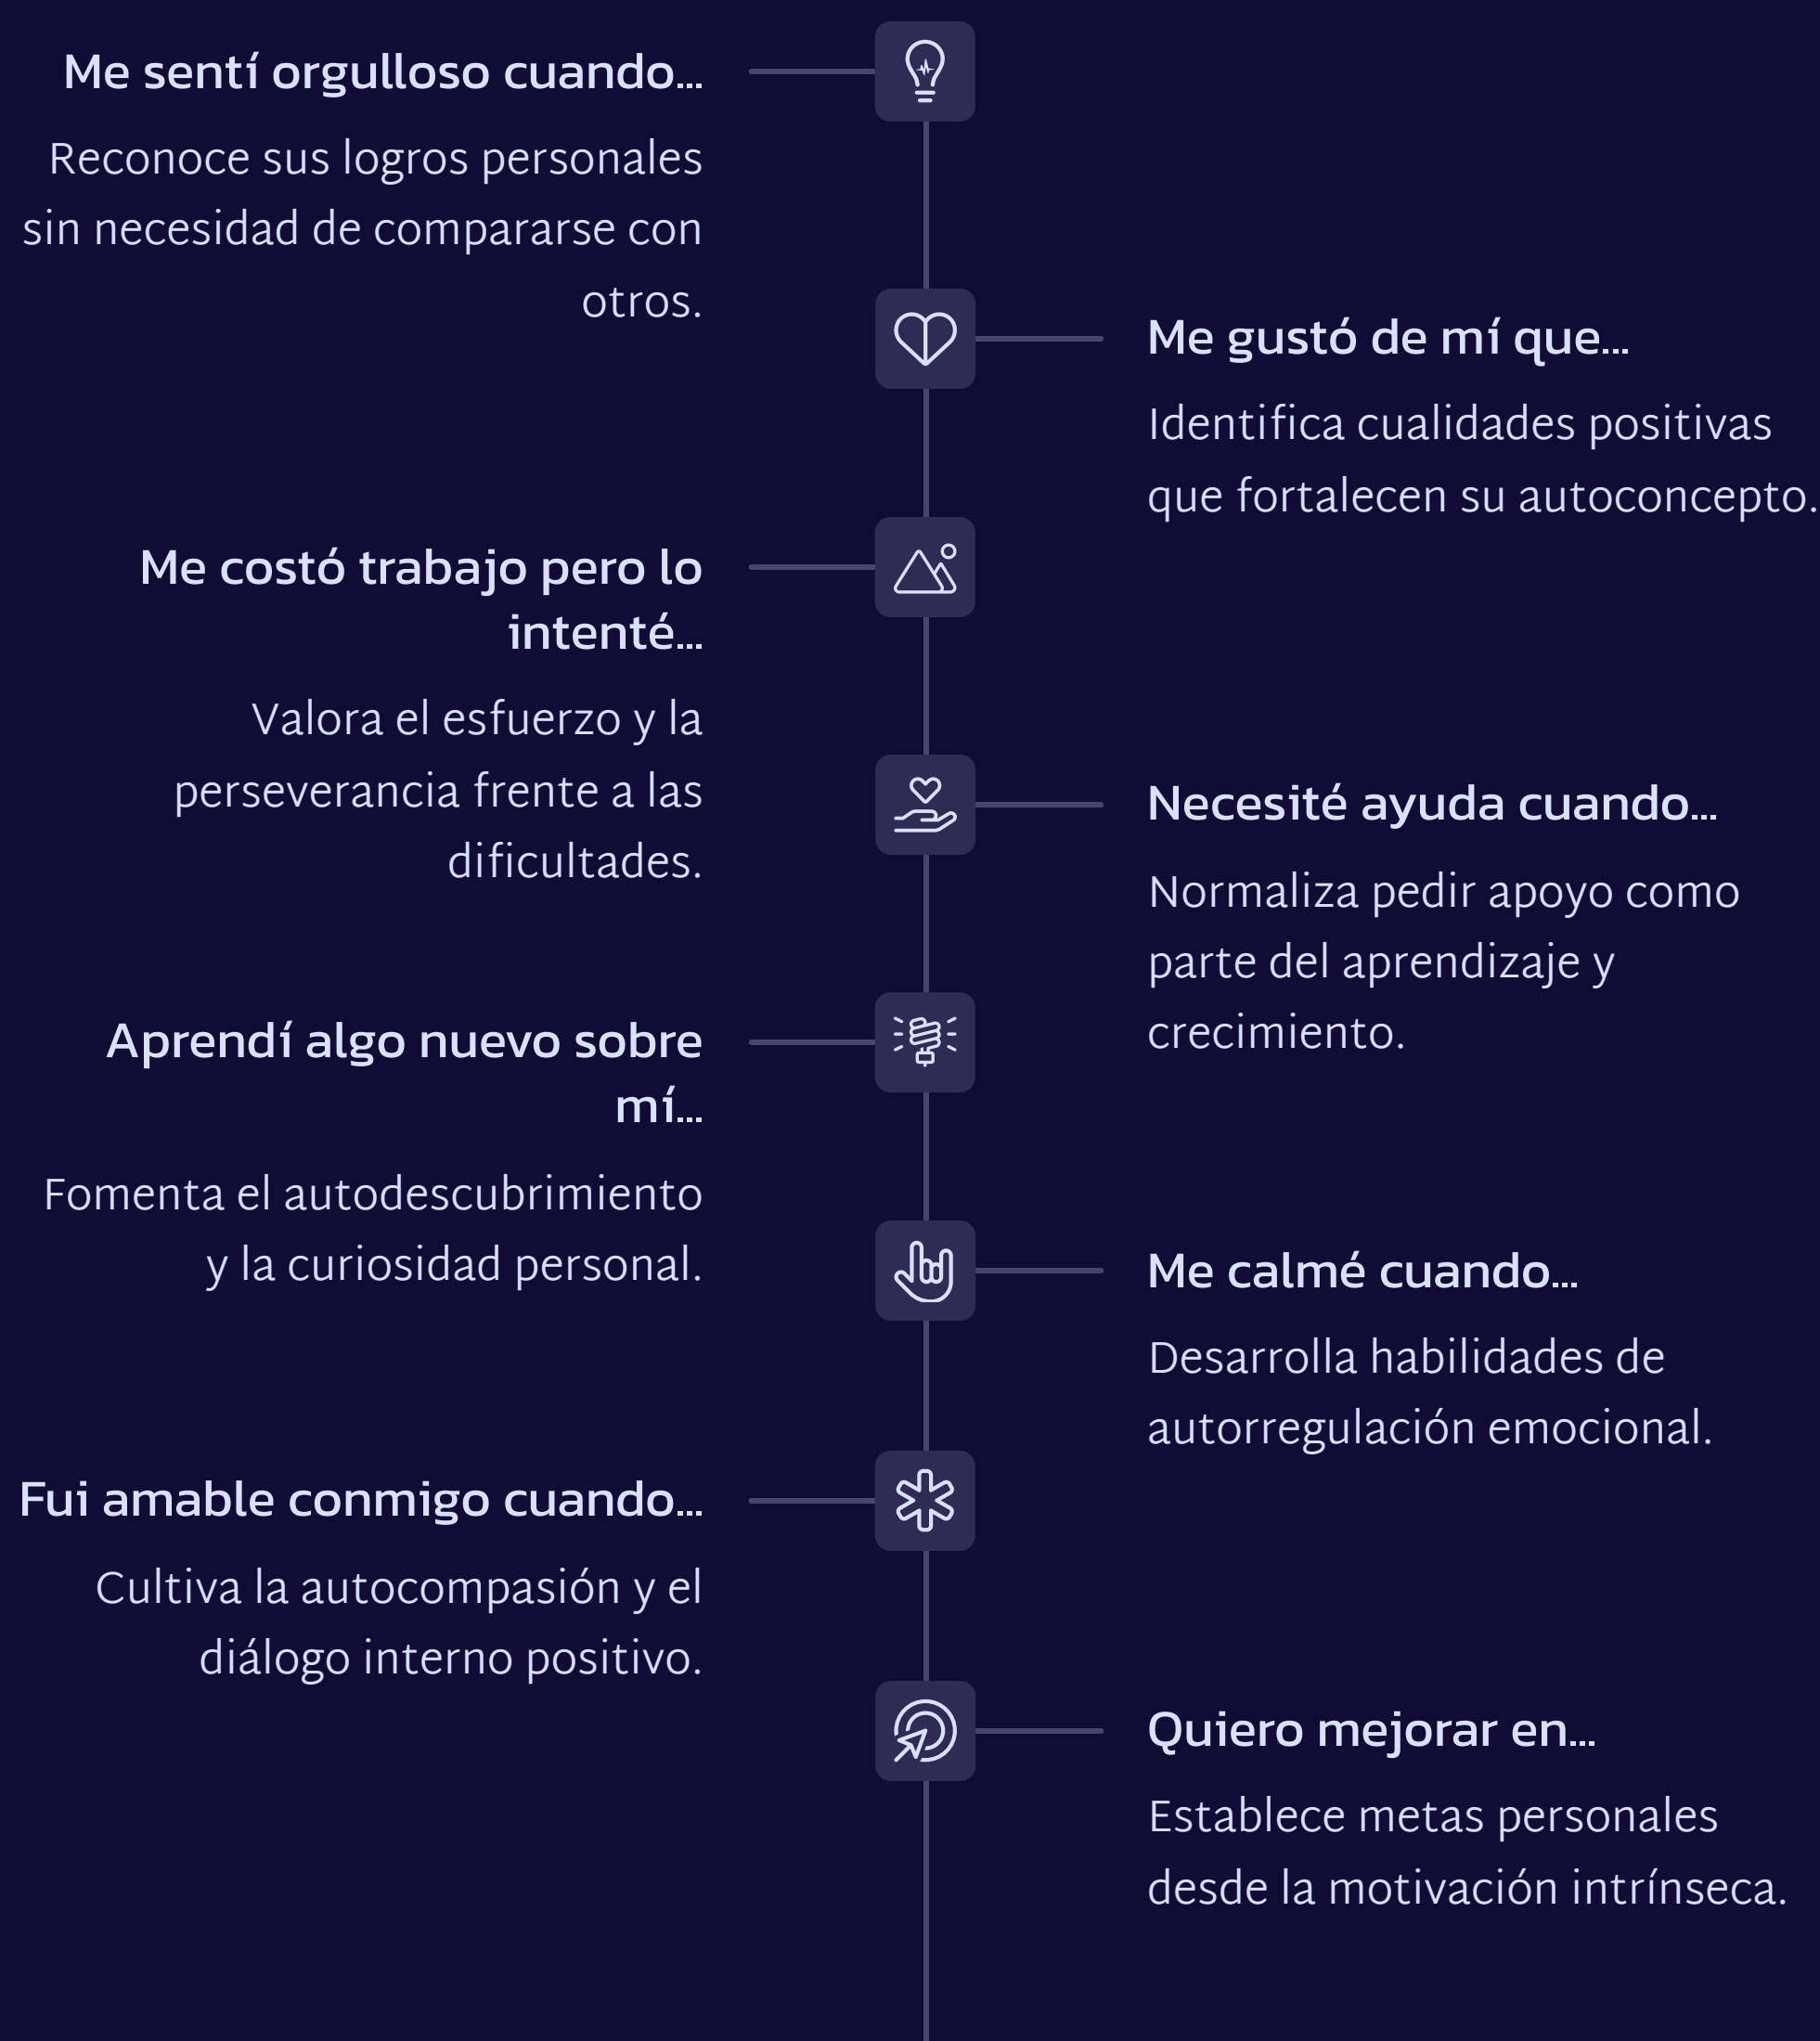 Me sentí orgulloso cuando...
Reconoce sus logros personales
sin necesidad de compararse con
otros.
Me gustó de mí que...
Identifica cualidades positivas
que fortalecen su autoconcepto.
Me costó trabajo pero lo
intenté...
Valora el esfuerzo y la
perseverancia frente a las
dificultades.
Necesité ayuda cuando...
Normaliza pedir apoyo como
parte del aprendizaje y
crecimiento.
Aprendí algo nuevo sobre
mí...
Fomenta el autodescubrimiento
y la curiosidad personal.
Me calmé cuando...
Desarrolla habilidades de
autorregulación emocional.
Fui amable conmigo cuando...
Cultiva la autocompasión y el
diálogo interno positivo.
Quiero mejorar en...
Establece metas personales
desde la motivación intrínseca.